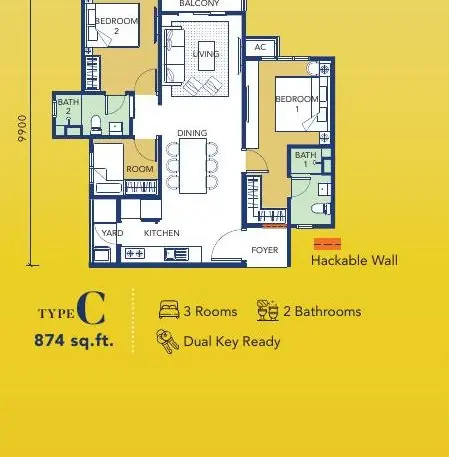 BALCONY
BEDROOM
2
LIVING
AC
BEDROOM
1
BATH
2
DINING
BATH
1
ROOM
9900
YARD
KITCHEN
FOYER
Hackable Wall
TYPE C
3 Rooms
2 Bathrooms
874 sq.ft.
Dual Key Ready